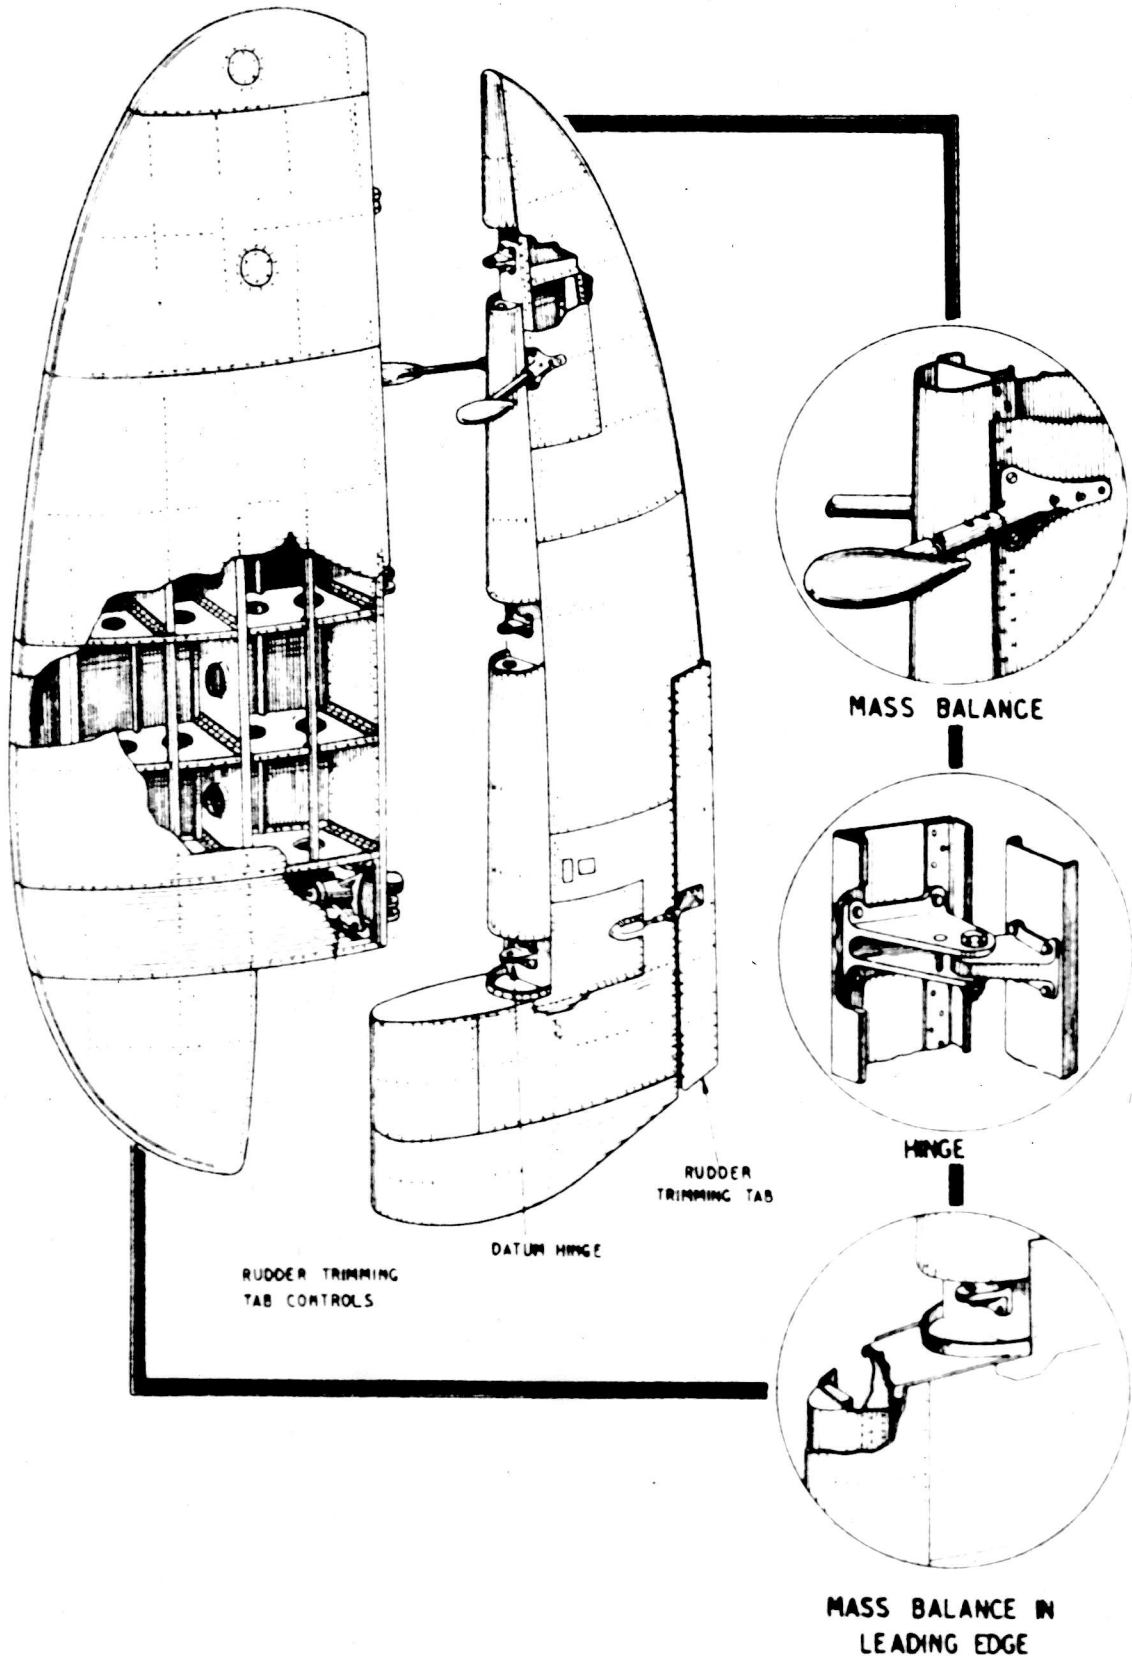 MASS BALANCE
HINGE
RUDDER
TRIMMING TAB
DATUM HINGE
RUDDER TRIMMING
TAB CONTROLS
MASS BALANCE IN
LEADING EDGE